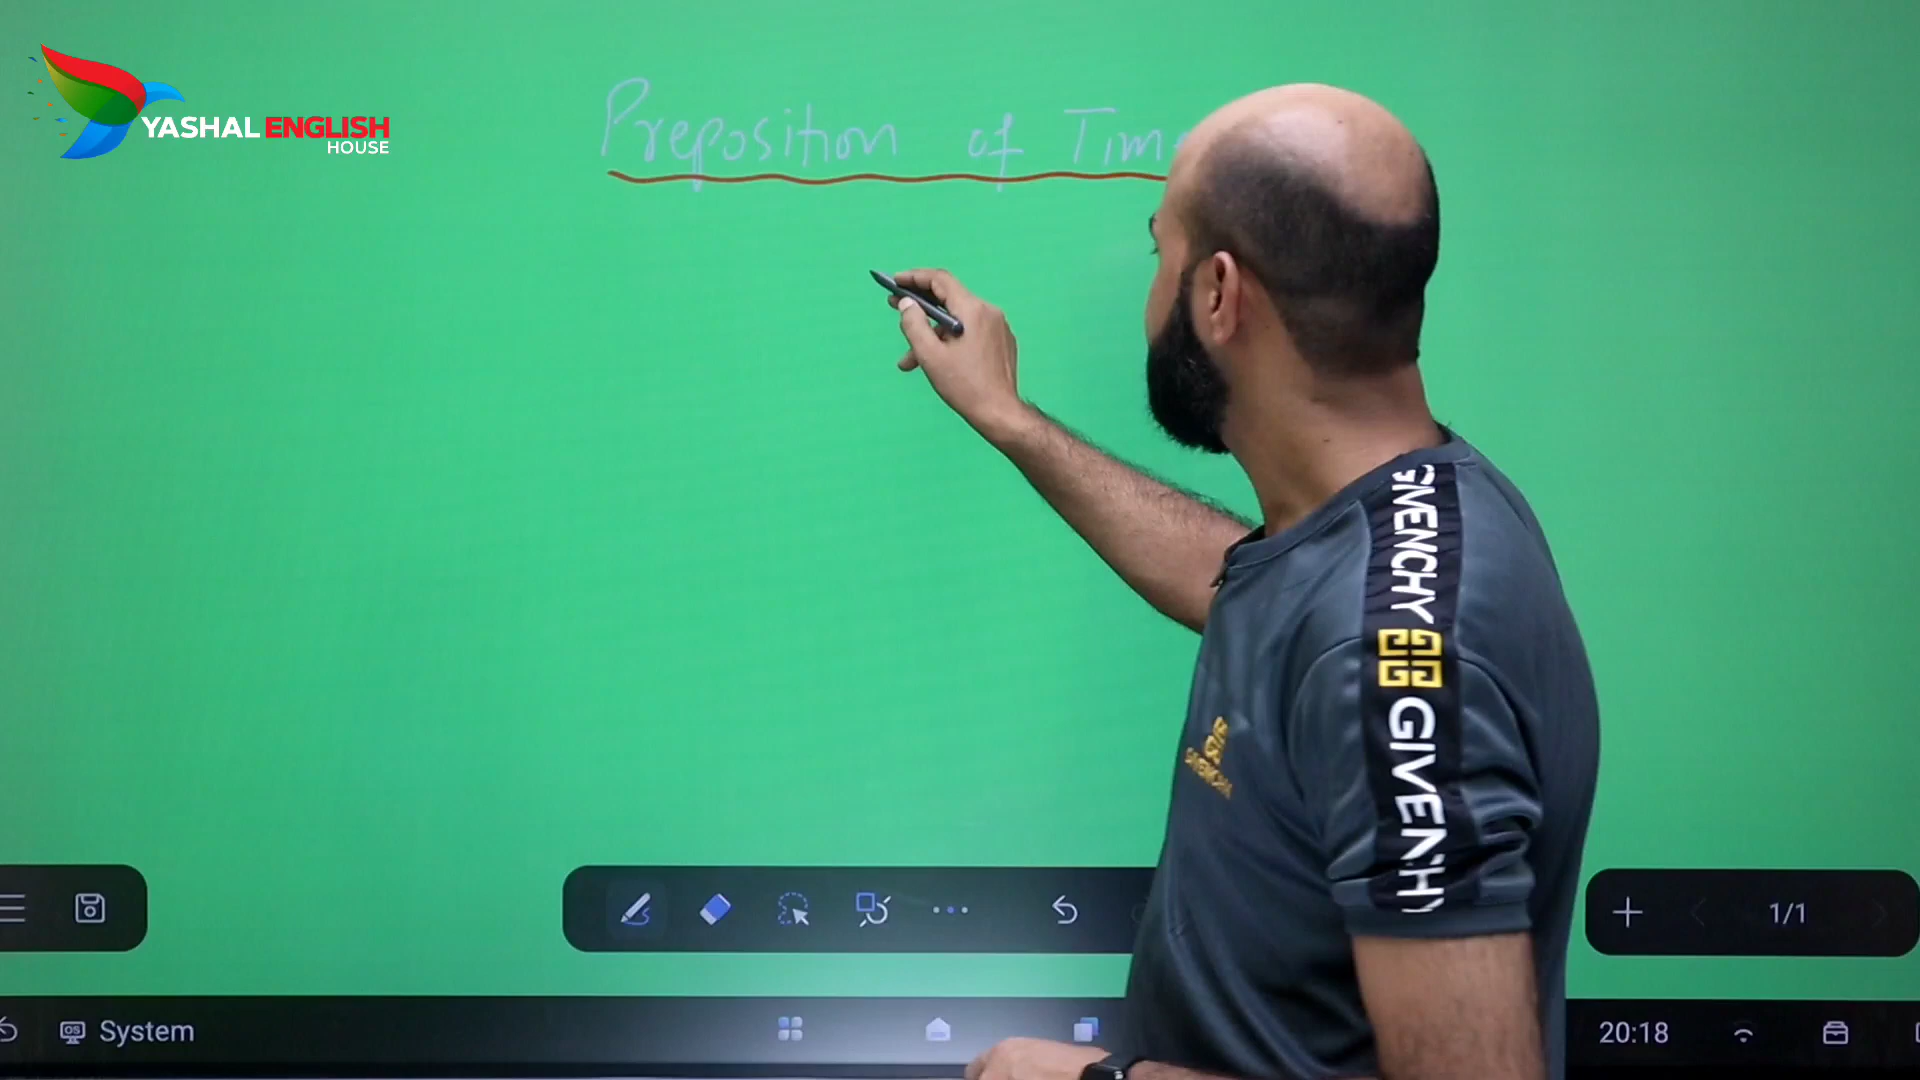 YASHAL ENGLISH
HOUSE
Preposition of Tim
GIVENCHY
GIVENCHY
System
1/1
20:18